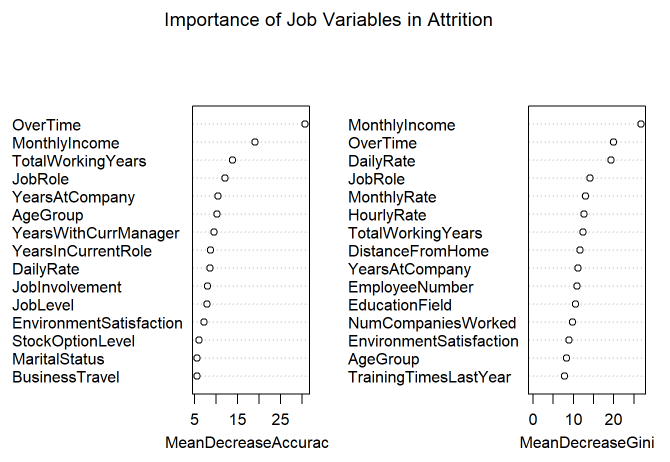 Importance of Job Variables in Attrition
OverTime
MonthlyIncome
TotalWorkingYears
JobRole
YearsAtCompany
AgeGroup
YearsWithCurrManager
YearsInCurrentRole
DailyRate
JobInvolvement
JobLevel
EnvironmentSatisfaction
StockOptionLevel
MaritalStatus
BusinessTravel
5 15 25
MeanDecreaseAccurac
MonthlyIncome
OverTime
DailyRate
JobRole
MonthlyRate
HourlyRate
TotalWorkingYears
DistanceFromHome
YearsAtCompany
EmployeeNumber
EducationField
NumCompaniesWorked
EnvironmentSatisfaction
AgeGroup
TrainingTimesLastYear
0 10 20
MeanDecreaseGini